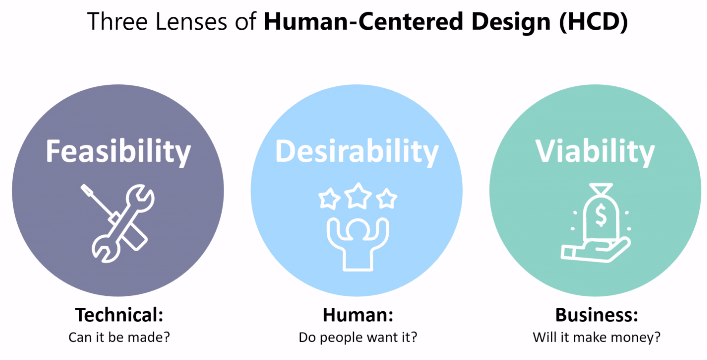 Three Lenses of Human-Centered Design (HCD)
Feasibility
Desirability
Viability
$
Technical:
Can it be made?
Human:
Do people want it?
Business:
Will it make money?